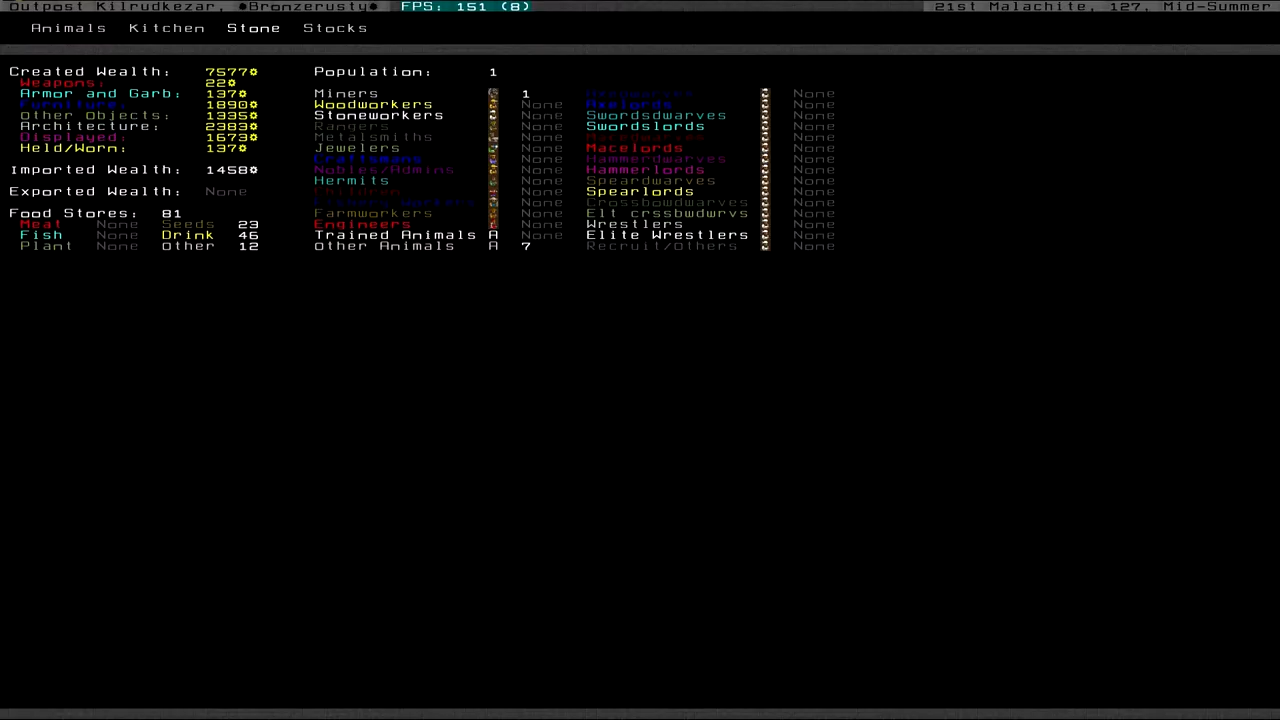 Outpost Kilrudkezar, ☼Bronzerusty☼ FPS: 151 (8) 21st Malachite, 127, Mid-Summer
Animals Kitchen Stone Stocks
Created Wealth: 7577☼ Population: 1
Weapons: 22☼
Armor and Garb: 137☼ Miners 1 Axedwarves None
Furniture: 1890☼ Woodworkers None Axelords None
Other Objects: 1335☼ Stoneworkers None Swordsdwarves None
Architecture: 2383☼ Rangers None Swordslords None
Displayed: 1673☼ Metalsmiths None Macedwarves None
Held/Worn: 137☼ Jewelers None Macelords None
Craftsmans None Hammerdwarves None
Imported Wealth: 1458☼ Nobles/Admins None Hammerlords None
Hermits None Speardwarves None
Exported Wealth: None Children None Spearlords None
Fishery Workers None Crossbowdwarves None
Food Stores: 81 Farmworkers None Elt crssbwdwrvs None
Meat None Seeds 23 Engineers None Wrestlers None
Fish None Drink 46 Trained Animals A None Elite Wrestlers None
Plant None Other 12 Other Animals A 7 Recruit/Others None